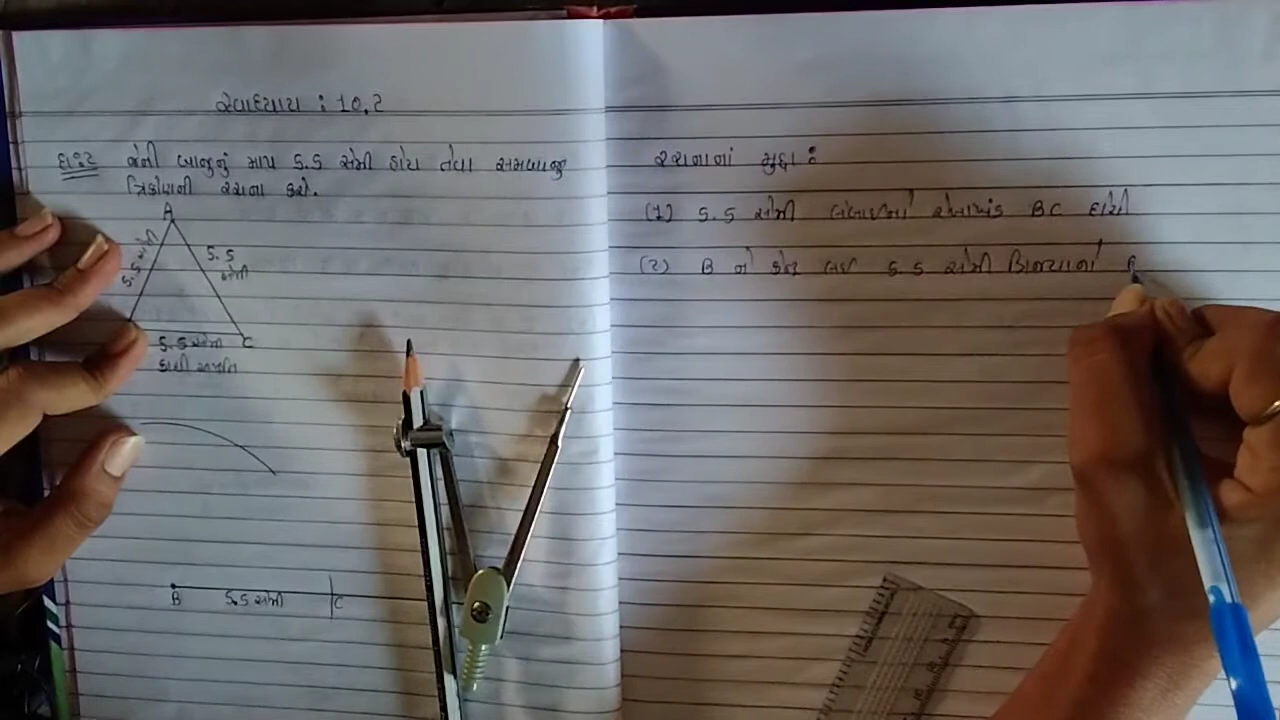 સ્વાધ્યાય : 10.2
દા:૨ જેની બાજુનું માપ 5.5 સેમી હોય તેવા સમબાજુ
ત્રિકોણની રચના કરો.
A
5.5 સેમી
5.5
સેમી
C
5.5 સેમી
કાચી આકૃતિ
B 5.5 સેમી C
રચનાનાં મુદ્દા :
(1) 5.5 સેમી લંબાઈનો રેખાખંડ BC દોરો
(2) B ને કેન્દ્ર લઈ 5.5 સેમી ત્રિજ્યાનો